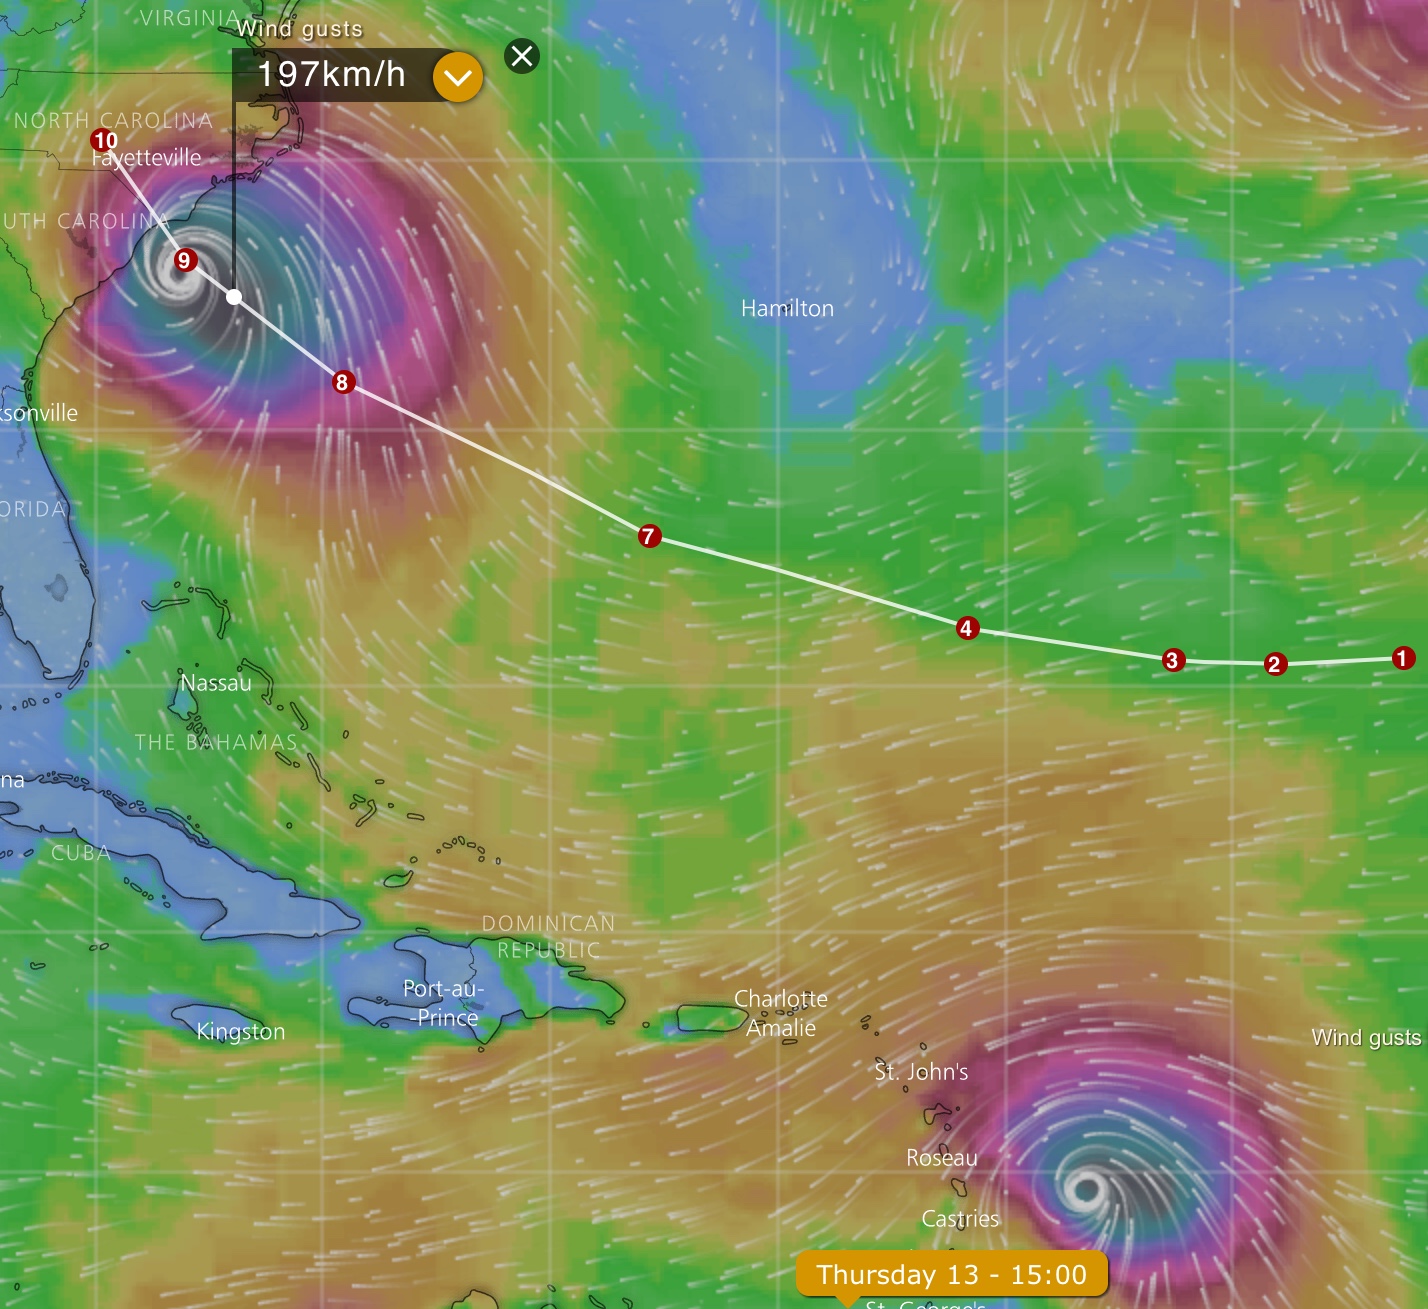 VIRGINIA
Wind gusts
197km/h
NORTH CAROLINA
10
Fayetteville
UTH CAROLINA
9
Hamilton
8
ksonville
ORIDA
7
4
3
2
1
Nassau
THE BAHAMAS
na
CUBA
DOMINICAN
REPUBLIC
Port-au-
-Prince
Charlotte
Amalie
Kingston
Wind gusts
St. John's
Roseau
Castries
Thursday 13 - 15:00
St. George's